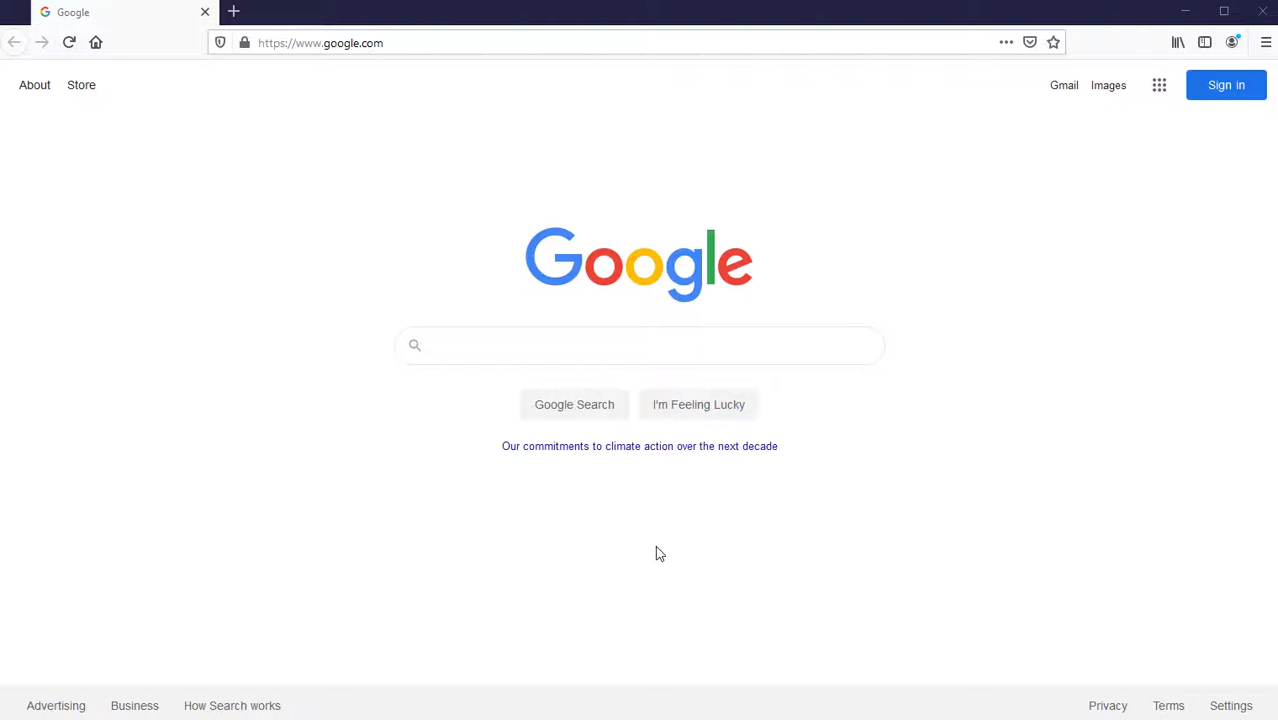 Google
https://www.google.com
About Store
Gmail Images Sign in
Google
Google Search I'm Feeling Lucky
Our commitments to climate action over the next decade
Advertising Business How Search works
Privacy Terms Settings